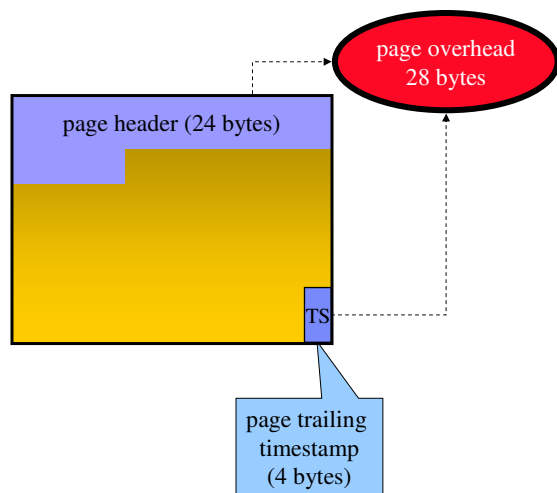 page overhead
28 bytes
page header (24 bytes)
TS
page trailing
timestamp
(4 bytes)